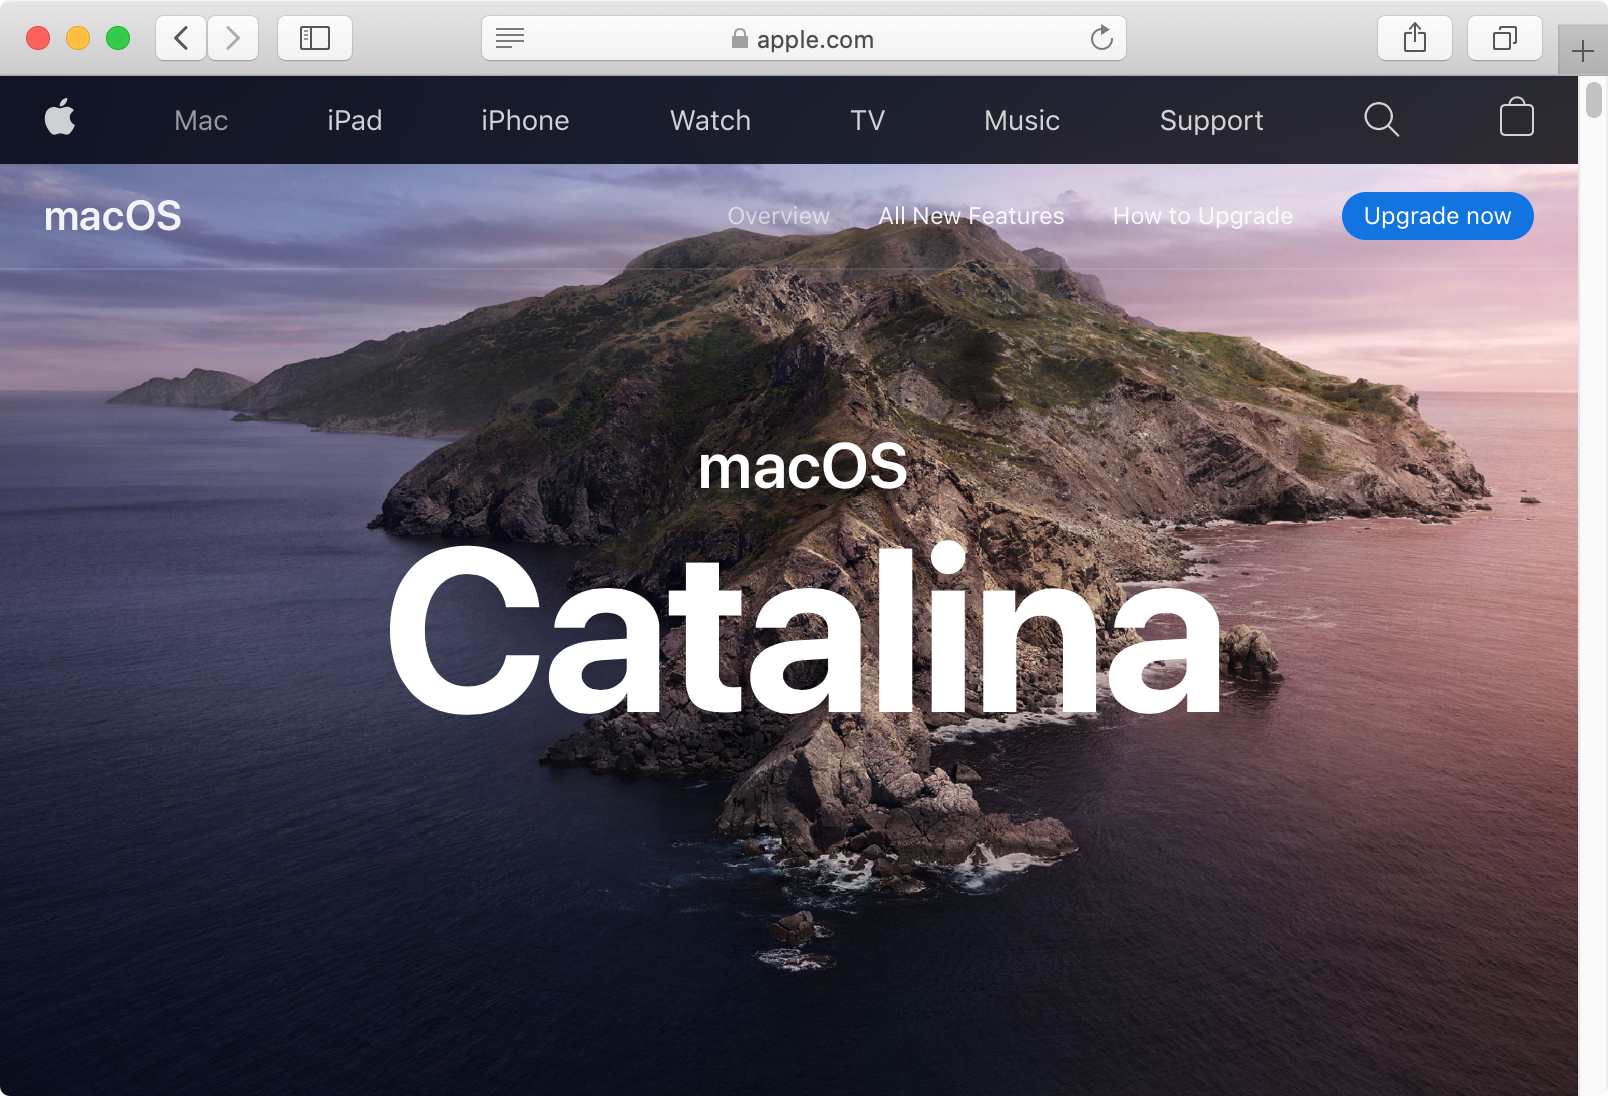 apple.com
Mac iPad iPhone Watch TV Music Support
macOS Overview All New Features How to Upgrade Upgrade now
macOS
Catalina